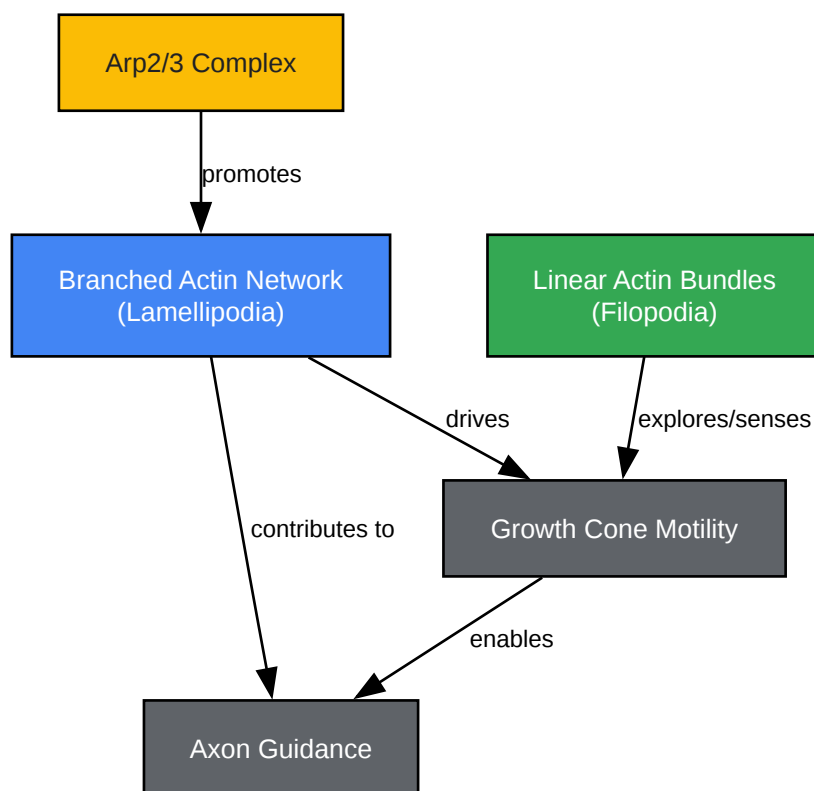 Arp2/3 Complex
promotes
Branched Actin Network
(Lamellipodia)
Linear Actin Bundles
(Filopodia)
drives
explores/senses
Growth Cone Motility
contributes to
enables
Axon Guidance